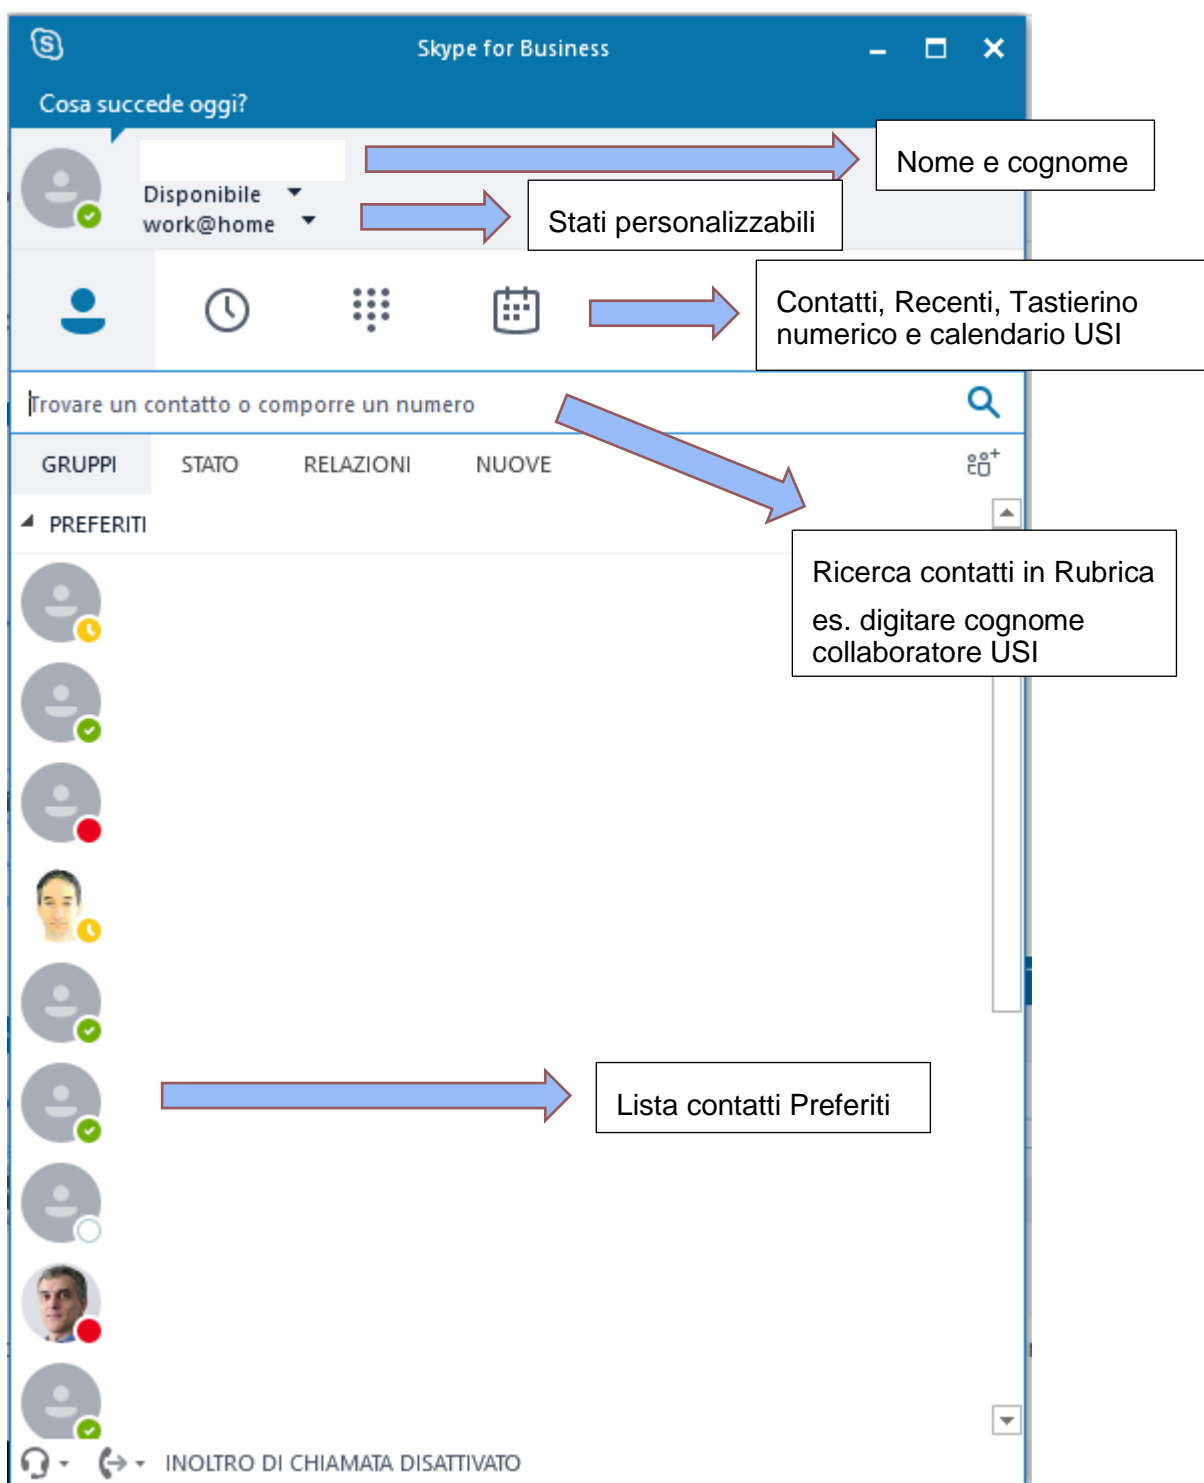 Skype for Business
Cosa succede oggi?
Nome e cognome
Disponibile
work@home
Stati personalizzabili
Contatti, Recenti, Tastierino
numerico e calendario USI
Trovare un contatto o comporre un numero
GRUPPI STATO RELAZIONI NUOVE
PREFERITI
Ricerca contatti in Rubrica
es. digitare cognome
collaboratore USI
Lista contatti Preferiti
INOLTRO DI CHIAMATA DISATTIVATO